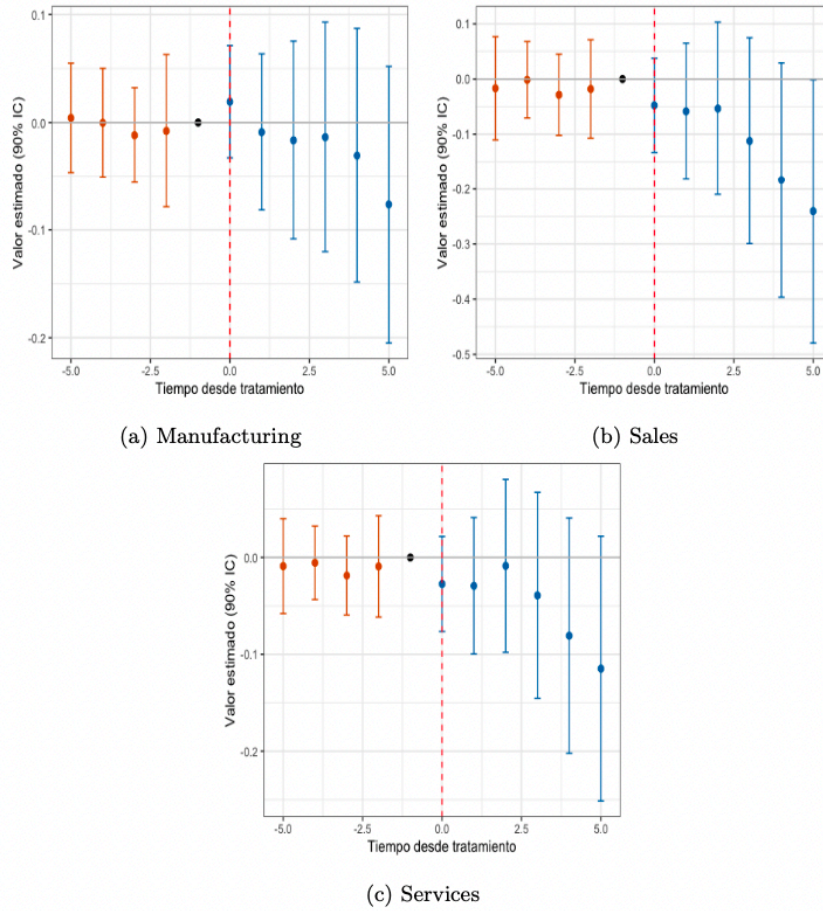 0.1
0.0
-0.1
-0.2
Valor estimado (90% IC)
-5.0 -2.5 0.0 2.5 5.0
Tiempo desde tratamiento
(a) Manufacturing
0.1
0.0
-0.1
-0.2
-0.3
-0.4
-0.5
Valor estimado (90% IC)
-5.0 -2.5 0.0 2.5 5.0
Tiempo desde tratamiento
(b) Sales
0.0
-0.1
-0.2
Valor estimado (90% IC)
-5.0 -2.5 0.0 2.5 5.0
Tiempo desde tratamiento
(c) Services